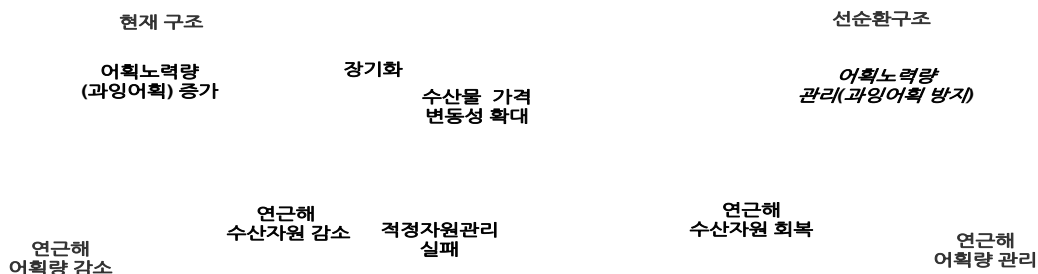 현재 구조
선순환구조
어획노력량
(과잉어획) 증가
장기화
수산물 가격
변동성 확대
어획노력량
관리(과잉어획 방지)
연근해
수산자원 감소
적정자원관리
실패
연근해
수산자원 회복
연근해
어획량 감소
연근해
어획량 관리